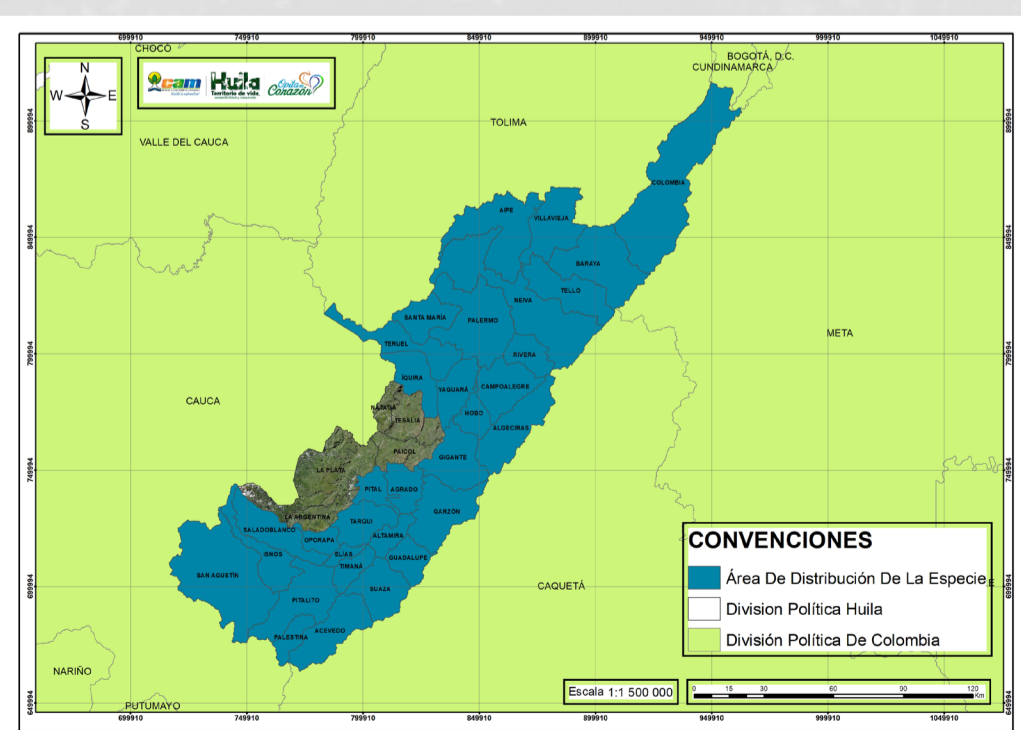 699910 749910 799910 849910 899910 949910 999910 1049910
CHOCÓ
BOGOTÁ, D.C.
CUNDINAMARCA
N
W E
S
cam
Huila
Territorio de vida,
Corazón
899994
899994
TOLIMA
VALLE DEL CAUCA
COLOMBIA
AIPE
VILLAVIEJA
849994
849994
BARAYA
TELLO
NEIVA
SANTA MARÍA
PALERMO
META
TERUEL
799994
799994
RIVERA
ÍQUIRA
YAGUARÁ
CAMPOALEGRE
CAUCA
NÁTAGA
HOBO
TESALIA
ALGECIRAS
PAICOL
GIGANTE
749994
749994
LA PLATA
PITAL
AGRADO
GARZÓN
LA ARGENTINA
TARQUI
SALADOBLANCO
OPORAPA
ALTAMIRA
ISNOS
ELÍAS
GUADALUPE
TIMANÁ
SAN AGUSTÍN
SUAZA
CAQUETÁ
699994
699994
PITALITO
ACEVEDO
PALESTINA
NARIÑO
PUTUMAYO
649994
649994
CONVENCIONES
Área De Distribución De La Especie
Division Política Huila
División Política De Colombia
Escala 1:1 500 000
0 15 30 60 90 120
Km
699910 749910 799910 849910 899910 949910 999910 1049910